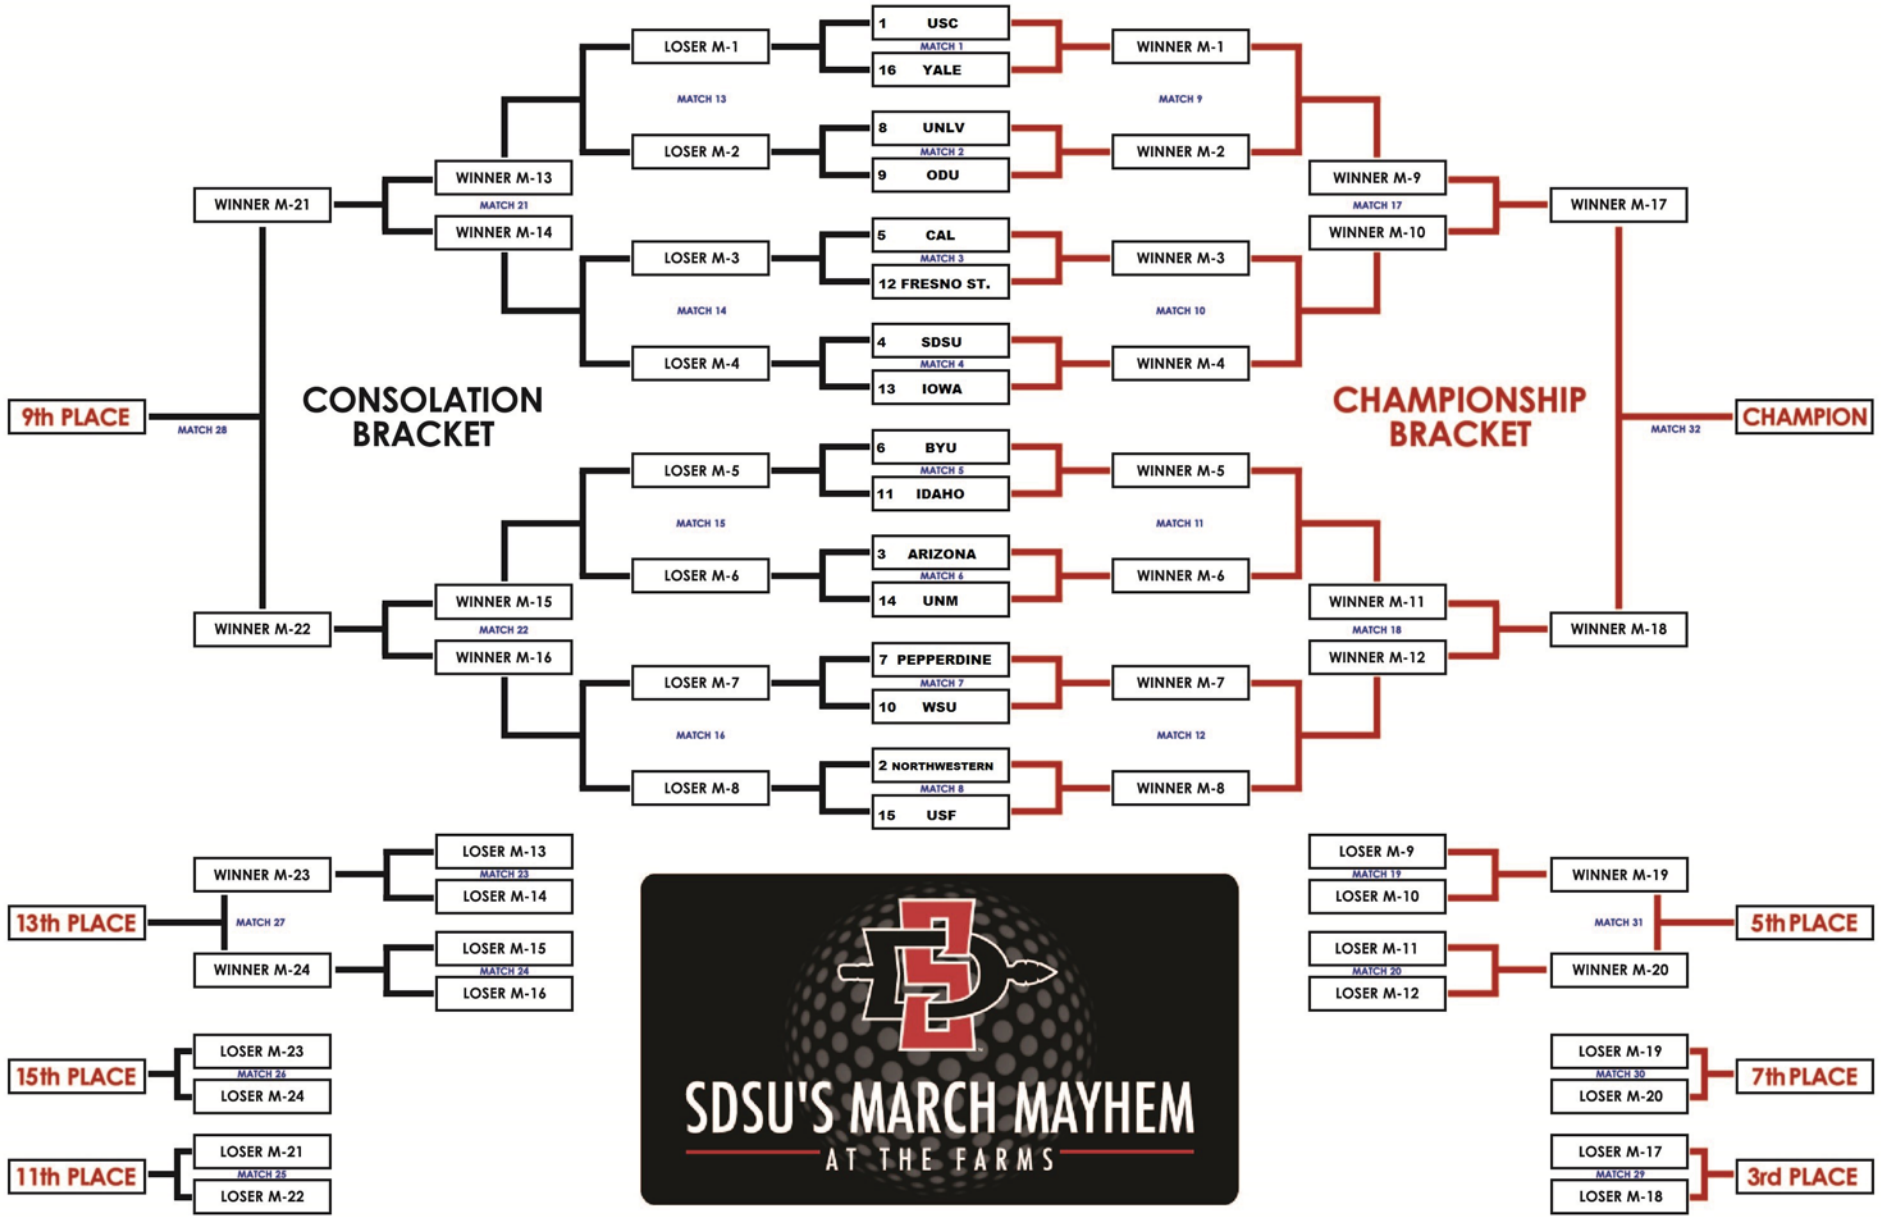 1 USC
LOSER M-1
MATCH 1
WINNER M-1
16 YALE
MATCH 13
MATCH 9
8 UNLV
LOSER M-2
MATCH 2
WINNER M-2
9 ODU
WINNER M-13
WINNER M-9
WINNER M-21
MATCH 21
MATCH 17
WINNER M-17
WINNER M-14
WINNER M-10
5 CAL
LOSER M-3
MATCH 3
WINNER M-3
12 FRESNO ST.
MATCH 14
MATCH 10
4 SDSU
LOSER M-4
MATCH 4
WINNER M-4
13 IOWA
CONSOLATION
BRACKET
CHAMPIONSHIP
BRACKET
9th PLACE
MATCH 28
MATCH 32
CHAMPION
6 BYU
LOSER M-5
MATCH 5
WINNER M-5
11 IDAHO
MATCH 15
MATCH 11
3 ARIZONA
LOSER M-6
MATCH 6
WINNER M-6
14 UNM
WINNER M-15
WINNER M-11
WINNER M-22
MATCH 22
MATCH 18
WINNER M-18
WINNER M-16
WINNER M-12
7 PEPPERDINE
LOSER M-7
MATCH 7
WINNER M-7
10 WSU
MATCH 16
MATCH 12
2 NORTHWESTERN
LOSER M-8
MATCH 8
WINNER M-8
15 USF
LOSER M-13
WINNER M-23
MATCH 23
LOSER M-14
13th PLACE
MATCH 27
LOSER M-15
WINNER M-24
MATCH 24
LOSER M-16
LOSER M-9
MATCH 19
WINNER M-19
LOSER M-10
MATCH 31
5th PLACE
LOSER M-11
MATCH 20
WINNER M-20
LOSER M-12
LOSER M-23
15th PLACE
MATCH 26
LOSER M-24
LOSER M-21
11th PLACE
MATCH 25
LOSER M-22
SDSU'S MARCH MAYHEM
AT THE FARMS
LOSER M-19
MATCH 30
7th PLACE
LOSER M-20
LOSER M-17
MATCH 29
3rd PLACE
LOSER M-18